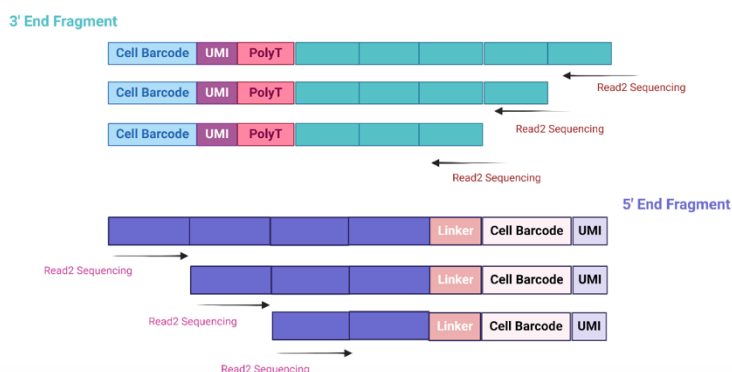 3' End Fragment
Cell Barcode UMI PolyT
Read2 Sequencing
Cell Barcode UMI PolyT
Read2 Sequencing
Cell Barcode UMI PolyT
Read2 Sequencing
5' End Fragment
Linker Cell Barcode UMI
Read2 Sequencing
Linker Cell Barcode UMI
Read2 Sequencing
Linker Cell Barcode UMI
Read2 Sequencing